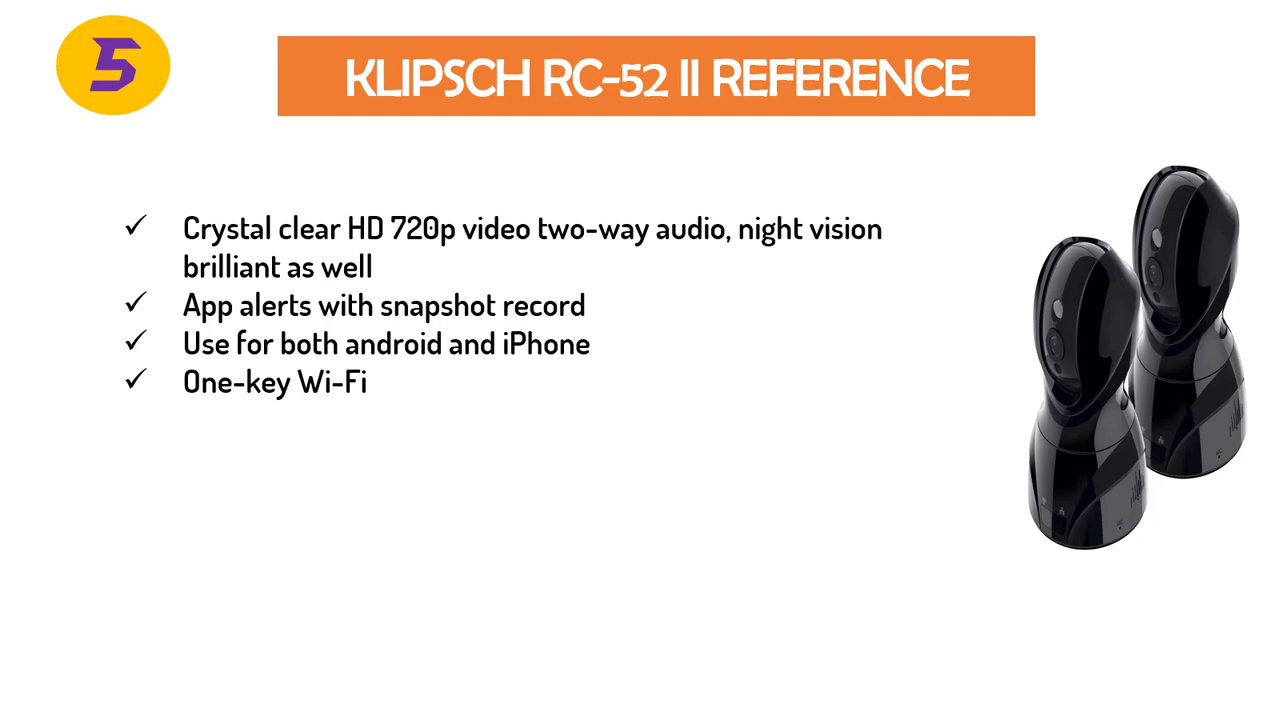 5
KLIPSCH RC-52 II REFERENCE
✓ Crystal clear HD 720p video two-way audio, night vision
brilliant as well
✓ App alerts with snapshot record
✓ Use for both android and iPhone
✓ One-key Wi-Fi